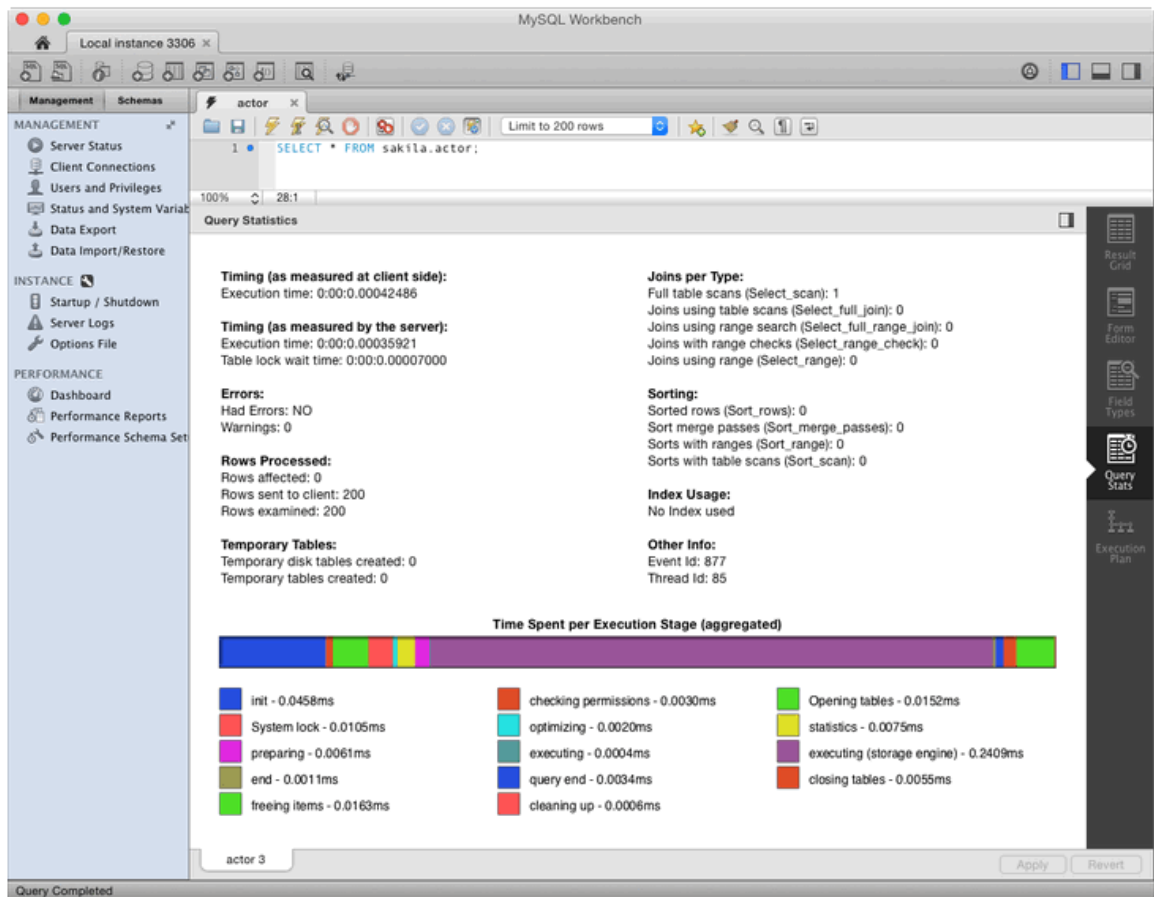 MySQL Workbench
Local instance 3306
Management Schemas
MANAGEMENT
Server Status
Client Connections
Users and Privileges
Status and System Variab
Data Export
Data Import/Restore
INSTANCE
Startup / Shutdown
Server Logs
Options File
PERFORMANCE
Dashboard
Performance Reports
Performance Schema Set
actor
Limit to 200 rows
1 SELECT * FROM sakila.actor;
100% 28:1
Query Statistics
Timing (as measured at client side):
Execution time: 0:00:0.00042486
Timing (as measured by the server):
Execution time: 0:00:0.00035921
Table lock wait time: 0:00:0.00007000
Errors:
Had Errors: NO
Warnings: 0
Rows Processed:
Rows affected: 0
Rows sent to client: 200
Rows examined: 200
Temporary Tables:
Temporary disk tables created: 0
Temporary tables created: 0
Joins per Type:
Full table scans (Select_scan): 1
Joins using table scans (Select_full_join): 0
Joins using range search (Select_full_range_join): 0
Joins with range checks (Select_range_check): 0
Joins using range (Select_range): 0
Sorting:
Sorted rows (Sort_rows): 0
Sort merge passes (Sort_merge_passes): 0
Sorts with ranges (Sort_range): 0
Sorts with table scans (Sort_scan): 0
Index Usage:
No Index used
Other Info:
Event Id: 877
Thread Id: 85
Time Spent per Execution Stage (aggregated)
init - 0.0458ms
checking permissions - 0.0030ms
Opening tables - 0.0152ms
System lock - 0.0105ms
optimizing - 0.0020ms
statistics - 0.0075ms
preparing - 0.0061ms
executing - 0.0004ms
executing (storage engine) - 0.2409ms
end - 0.0011ms
query end - 0.0034ms
closing tables - 0.0055ms
freeing items - 0.0163ms
cleaning up - 0.0006ms
Result
Grid
Form
Editor
Field
Types
Query
Stats
Execution
Plan
actor 3
Apply
Revert
Query Completed